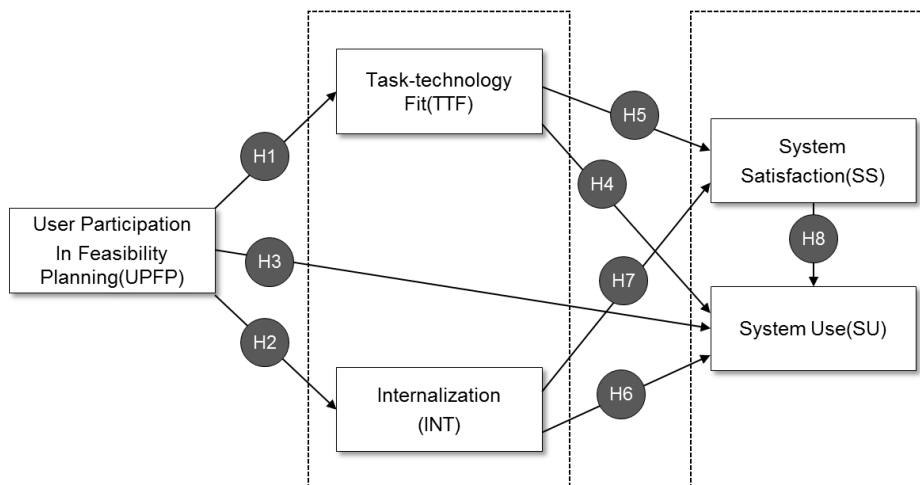 Task-technology
Fit(TTF)
H5
System
Satisfaction(SS)
H1
H4
User Participation
In Feasibility
Planning(UPFP)
H3
H7
H8
System Use(SU)
H2
Internalization
(INT)
H6